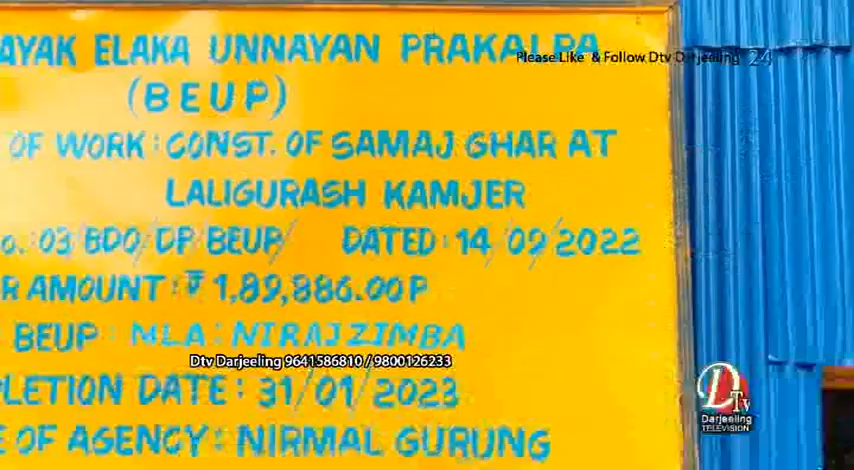 AYAK ELAKA UNNAYAN PRAKALPA
Please Like & Follow Dtv Darjeeling 24
(BEUP)
OF WORK: CONST. OF SAMAJ GHAR AT
LALIGURASH KAMJER
o. 03/BDO/DP/BEUP/ DATED: 14/09/2022
R AMOUNT: ₹ 1,89,886.00 P
BEUP: MLA: NIRAJ ZIMBA
Dtv Darjeeling 9641586810 / 9800126233
LETION DATE: 31/01/2023
E OF AGENCY: NIRMAL GURUNG
DTv
Darjeeling
TELEVISION